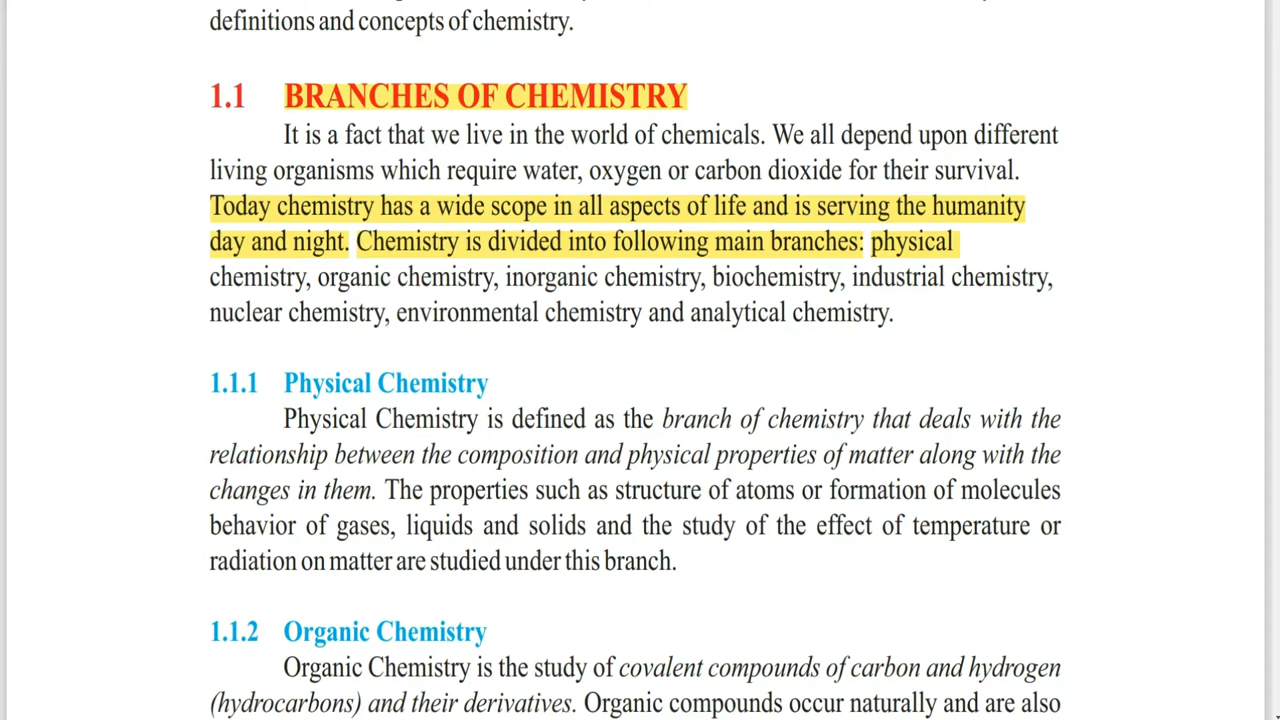 definitions and concepts of chemistry.
1.1 BRANCHES OF CHEMISTRY
It is a fact that we live in the world of chemicals. We all depend upon different
living organisms which require water, oxygen or carbon dioxide for their survival.
Today chemistry has a wide scope in all aspects of life and is serving the humanity
day and night. Chemistry is divided into following main branches: physical
chemistry, organic chemistry, inorganic chemistry, biochemistry, industrial chemistry,
nuclear chemistry, environmental chemistry and analytical chemistry.
1.1.1 Physical Chemistry
Physical Chemistry is defined as the branch of chemistry that deals with the
relationship between the composition and physical properties of matter along with the
changes in them. The properties such as structure of atoms or formation of molecules
behavior of gases, liquids and solids and the study of the effect of temperature or
radiation on matter are studied under this branch.
1.1.2 Organic Chemistry
Organic Chemistry is the study of covalent compounds of carbon and hydrogen
(hydrocarbons) and their derivatives. Organic compounds occur naturally and are also